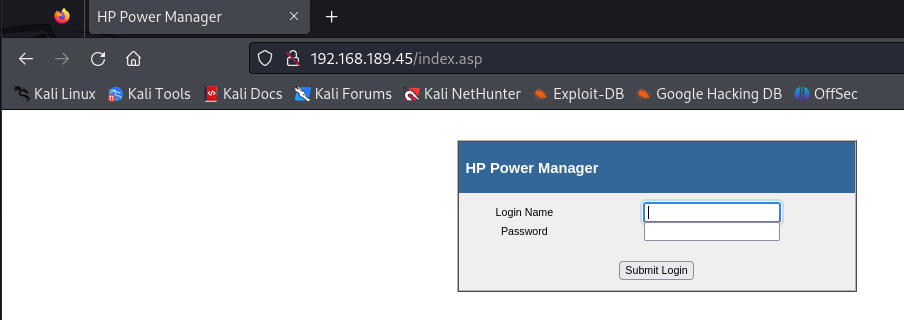 HP Power Manager
192.168.189.45/index.asp
Kali Linux Kali Tools Kali Docs Kali Forums Kali NetHunter Exploit-DB Google Hacking DB OffSec
HP Power Manager
Login Name
Password
Submit Login